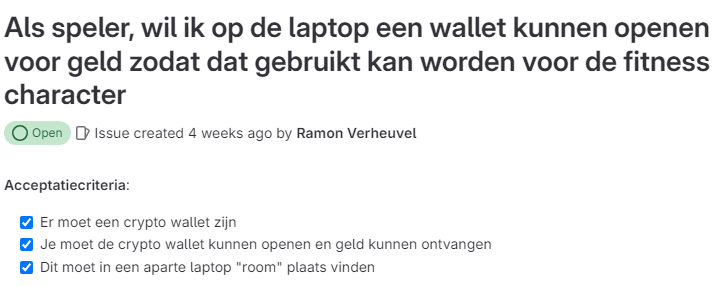 Als speler, wil ik op de laptop een wallet kunnen openen
voor geld zodat dat gebruikt kan worden voor de fitness
character
Open Issue created 4 weeks ago by Ramon Verheuvel
Acceptatiecriteria:
Er moet een crypto wallet zijn
Je moet de crypto wallet kunnen openen en geld kunnen ontvangen
Dit moet in een aparte laptop "room" plaats vinden